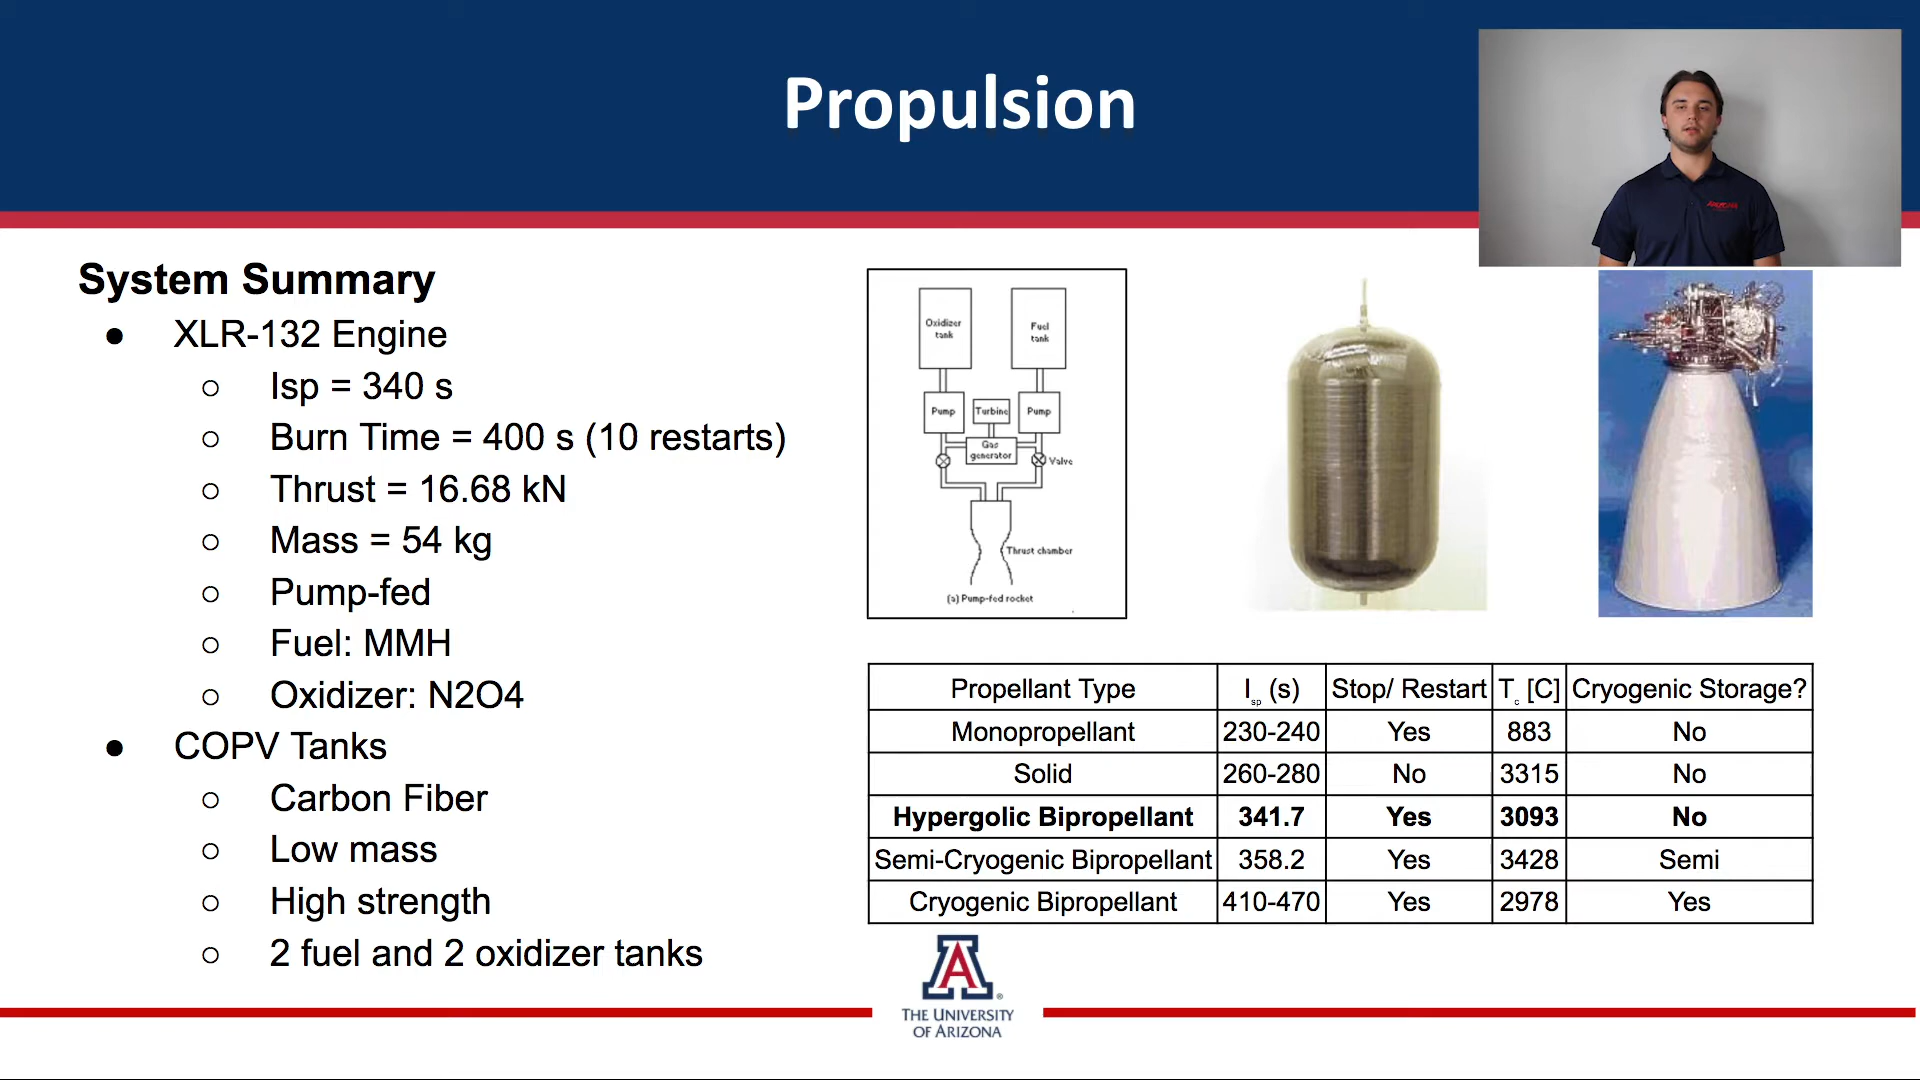 Propulsion
ARIZONA
System Summary
● XLR-132 Engine
○ Isp = 340 s
○ Burn Time = 400 s (10 restarts)
○ Thrust = 16.68 kN
○ Mass = 54 kg
○ Pump-fed
○ Fuel: MMH
○ Oxidizer: N2O4
● COPV Tanks
○ Carbon Fiber
○ Low mass
○ High strength
○ 2 fuel and 2 oxidizer tanks
Oxidizer
tank
Fuel
tank
Pump
Turbine
Pump
Gas
generator
Valve
Thrust chamber
(a) Pump-fed rocket
Propellant Type Isp (s) Stop/ Restart Tc [C] Cryogenic Storage?
Monopropellant 230-240 Yes 883 No
Solid 260-280 No 3315 No
Hypergolic Bipropellant 341.7 Yes 3093 No
Semi-Cryogenic Bipropellant 358.2 Yes 3428 Semi
Cryogenic Bipropellant 410-470 Yes 2978 Yes
A
®
THE UNIVERSITY
OF ARIZONA